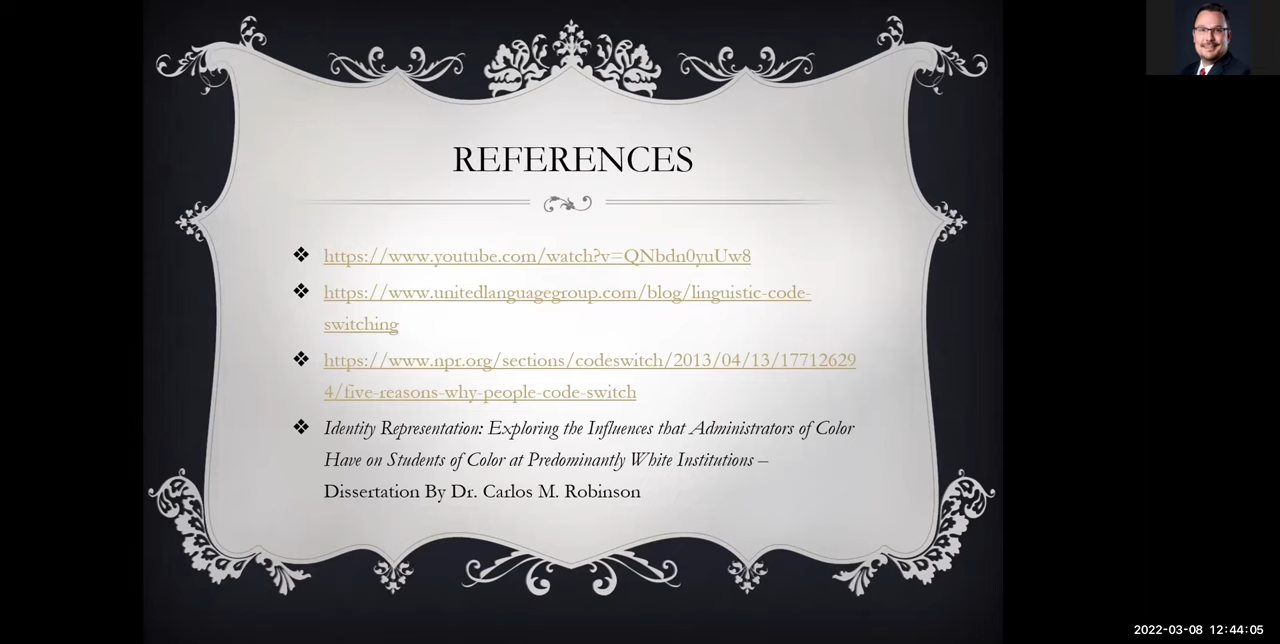 REFERENCES
https://www.youtube.com/watch?v=QNbdn0yuUw8
https://www.unitedlanguagegroup.com/blog/linguistic-code-
switching
https://www.npr.org/sections/codeswitch/2013/04/13/17712629
4/five-reasons-why-people-code-switch
Identity Representation: Exploring the Influences that Administrators of Color
Have on Students of Color at Predominantly White Institutions –
Dissertation By Dr. Carlos M. Robinson
2022-03-08 12:44:05